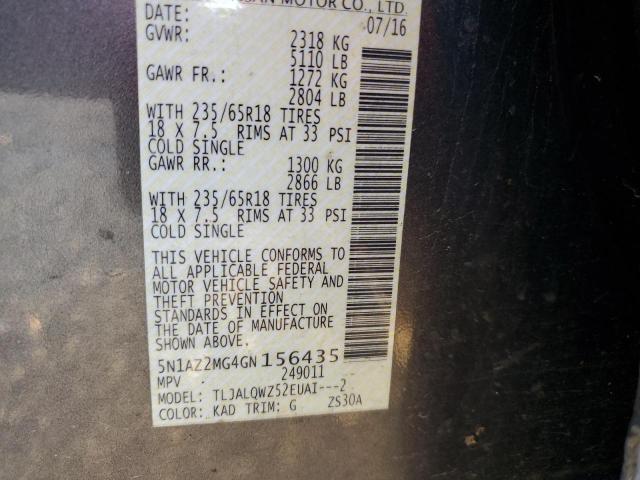 MOTOR CO., LTD.
DATE: 07/16
GVWR: 2318 KG
5110 LB
GAWR FR.: 1272 KG
2804 LB
WITH 235/65R18 TIRES
18 X 7.5 RIMS AT 33 PSI
COLD SINGLE
GAWR RR.: 1300 KG
2866 LB
WITH 235/65R18 TIRES
18 X 7.5 RIMS AT 33 PSI
COLD SINGLE
THIS VEHICLE CONFORMS TO
ALL APPLICABLE FEDERAL
MOTOR VEHICLE SAFETY AND
THEFT PREVENTION
STANDARDS IN EFFECT ON
THE DATE OF MANUFACTURE
SHOWN ABOVE.
5N1AZ2MG4GN156435
MPV 249011
MODEL: TLJALQWZ52EUAI---2
COLOR: KAD TRIM: G ZS30A